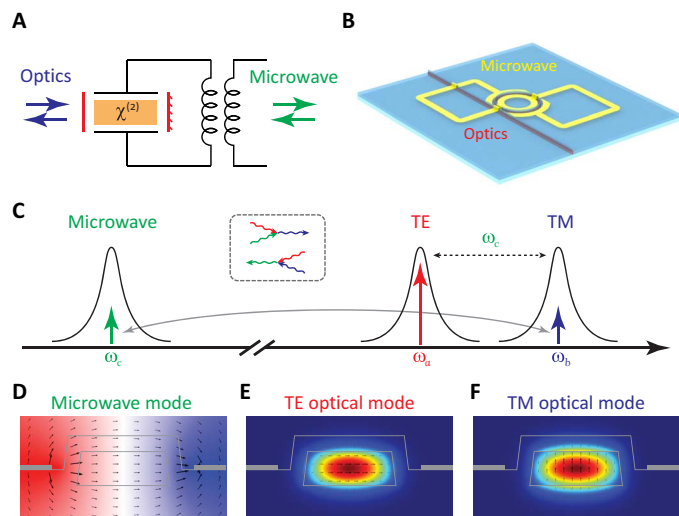 A
B
Optics
Microwave
χ(2)
Microwave
Optics
C
Microwave
TE
TM
ωc
ωc
ωa
ωb
D
Microwave mode
E
TE optical mode
F
TM optical mode